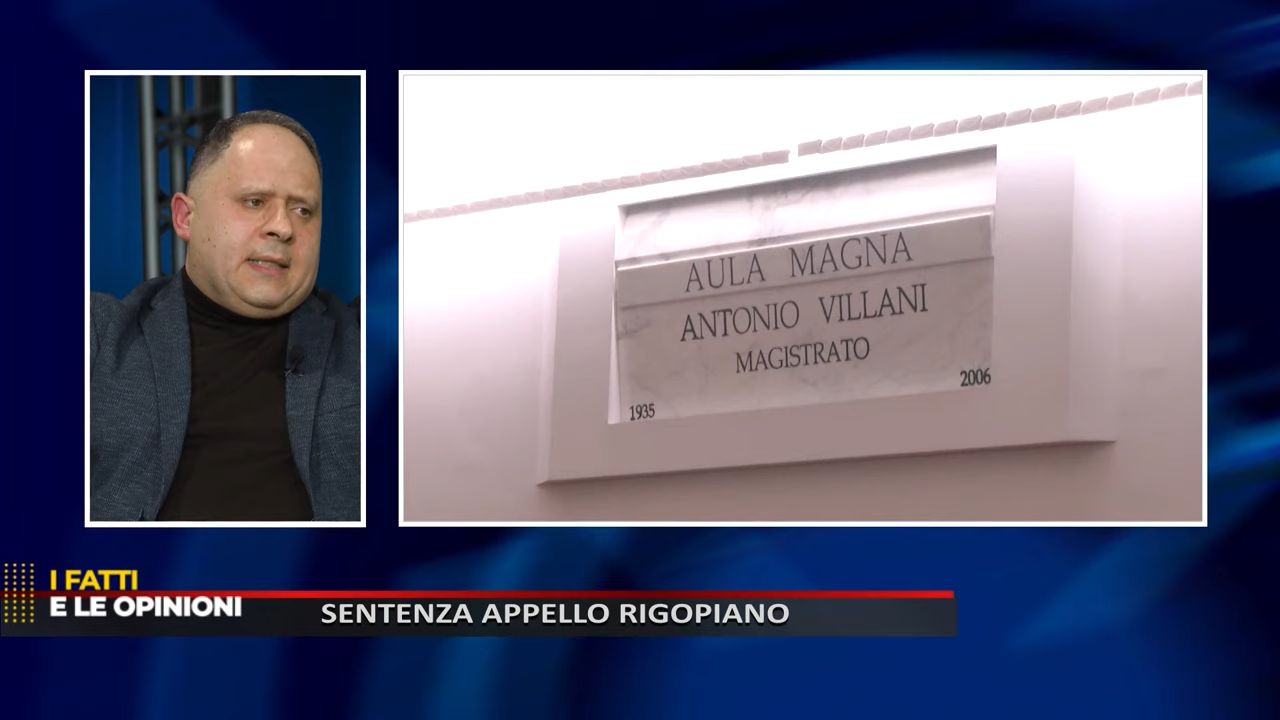 AULA MAGNA
ANTONIO VILLANI
MAGISTRATO
1935
2006
I FATTI
E LE OPINIONI
SENTENZA APPELLO RIGOPIANO